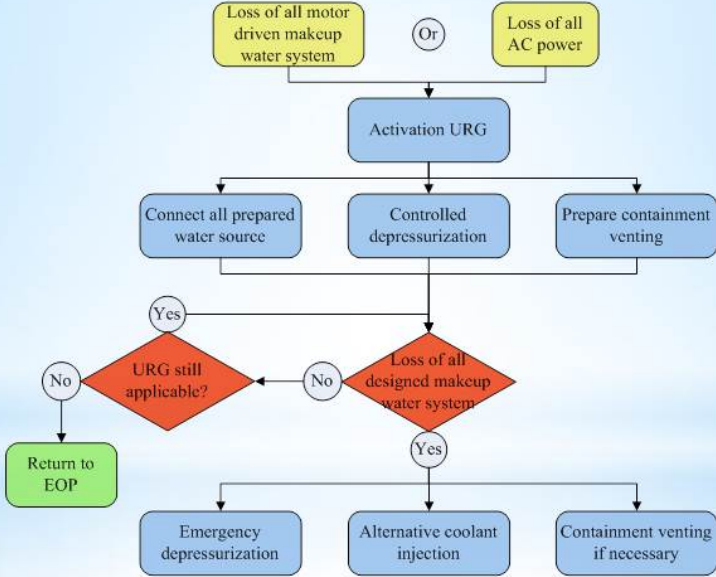 Loss of all motor
driven makeup
water system
Or
Loss of all
AC power
Activation URG
Connect all prepared
water source
Controlled
depressurization
Prepare containment
venting
Yes
URG still
applicable?
No
No
Loss of all
designed makeup
water system
Yes
Return to
EOP
Emergency
depressurization
Alternative coolant
injection
Containment venting
if necessary